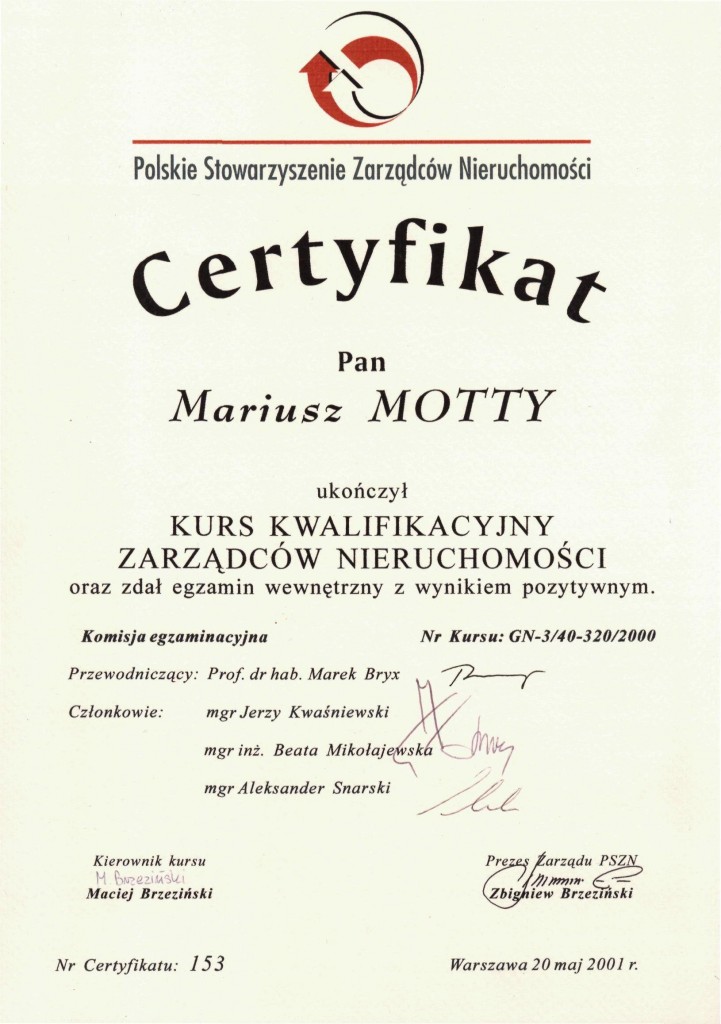 Polskie Stowarzyszenie Zarządców Nieruchomości
Certyfikat
Pan
Mariusz MOTTY
ukończył
KURS KWALIFIKACYJNY
ZARZĄDCÓW NIERUCHOMOŚCI
oraz zdał egzamin wewnętrzny z wynikiem pozytywnym.
Komisja egzaminacyjna Nr Kursu: GN-3/40-320/2000
Przewodniczący: Prof. dr hab. Marek Bryx
Członkowie: mgr Jerzy Kwaśniewski
mgr inż. Beata Mikołajewska
mgr Aleksander Snarski
Kierownik kursu Prezes Zarządu PSZN
M. Brzeziński
Maciej Brzeziński Zbigniew Brzeziński
Nr Certyfikatu: 153 Warszawa 20 maj 2001 r.